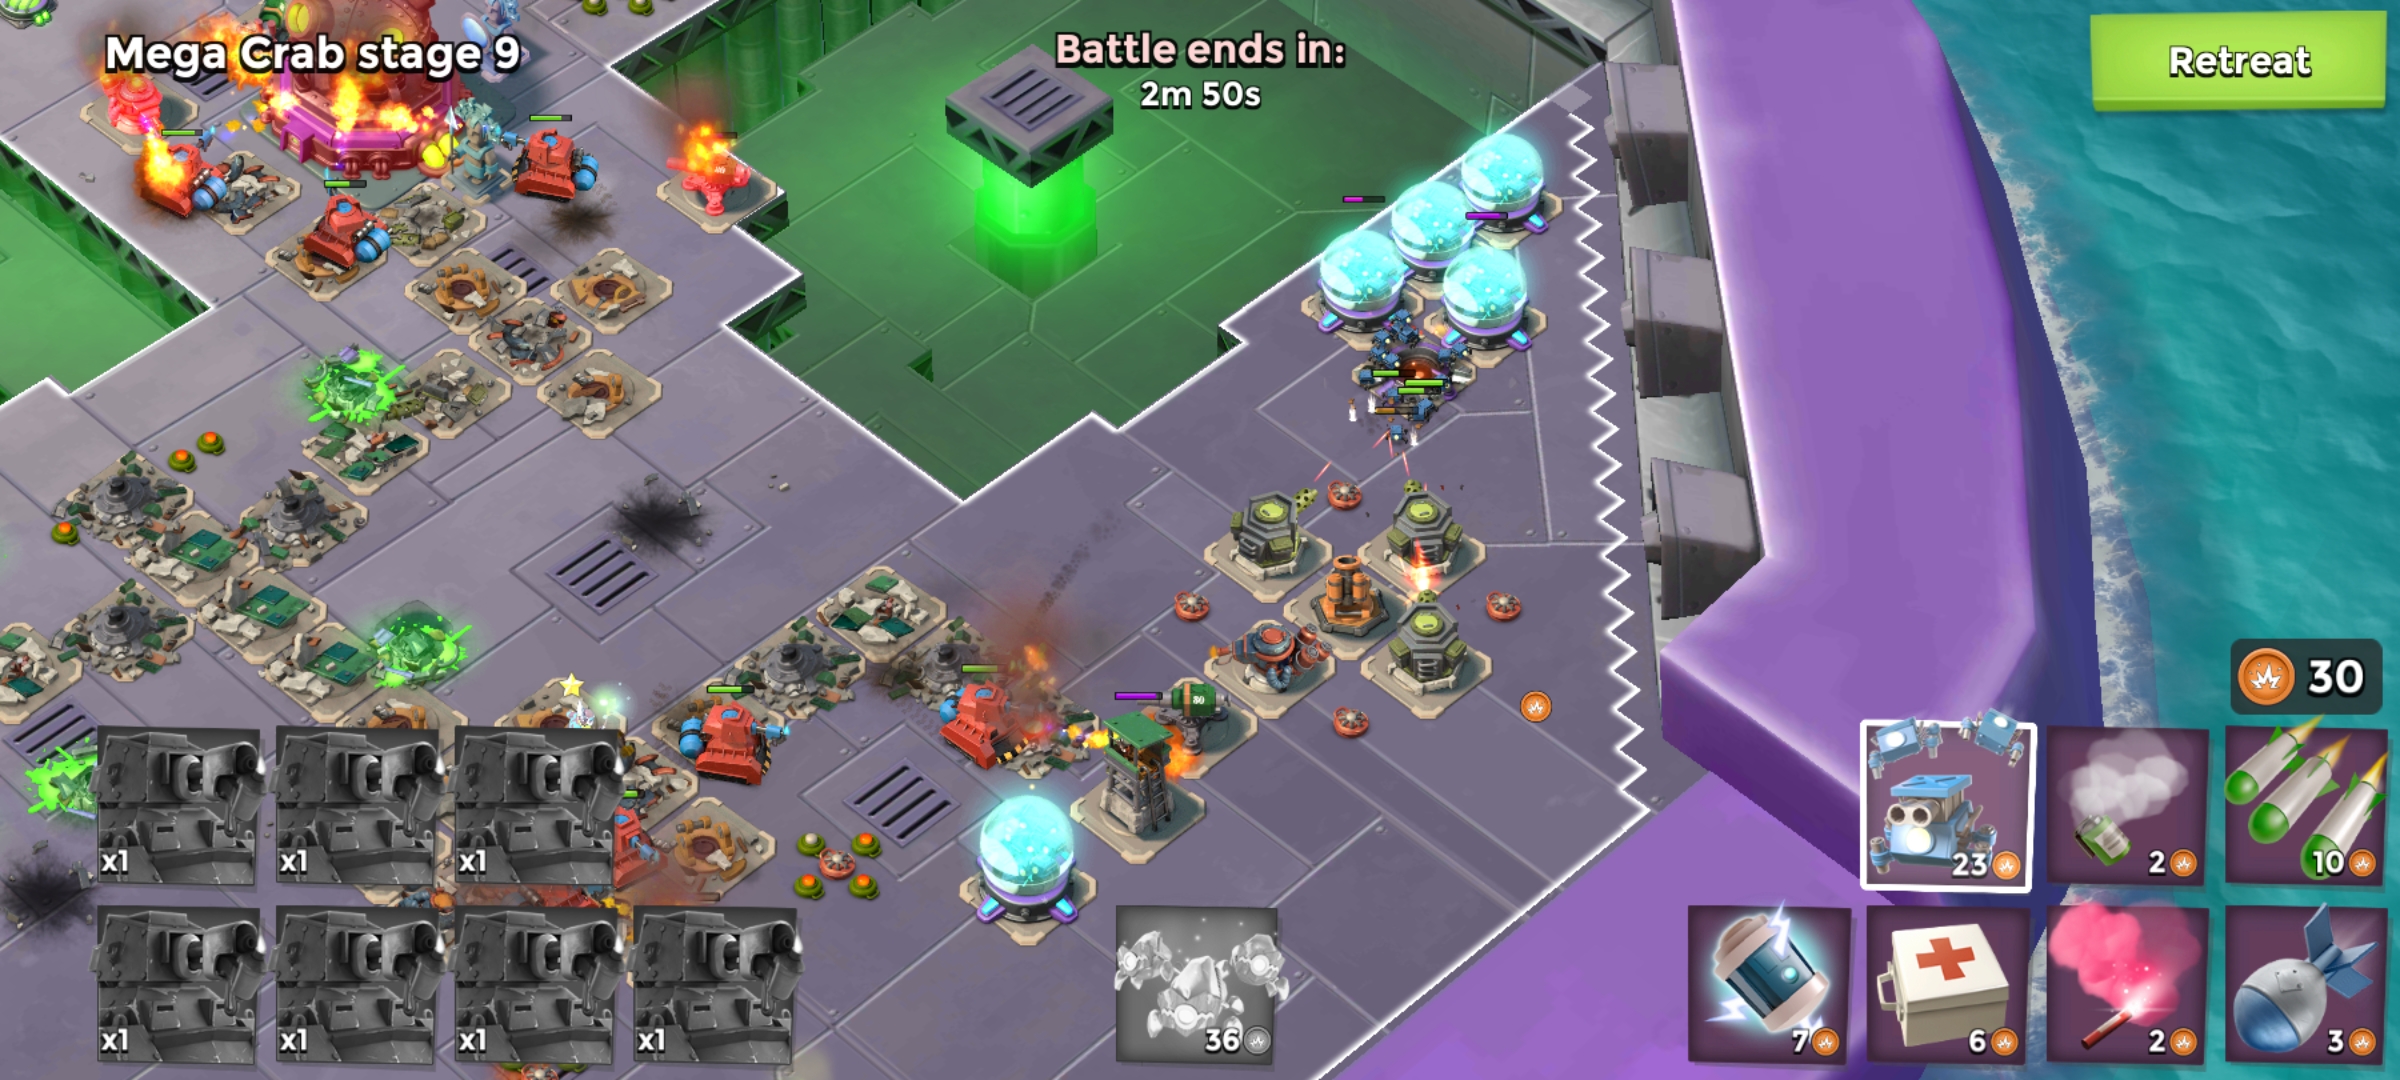 Mega Crab stage 9
Battle ends in:
2m 50s
Retreat
30
x1
x1
x1
23
2
10
x1
x1
x1
x1
36
7
6
2
3